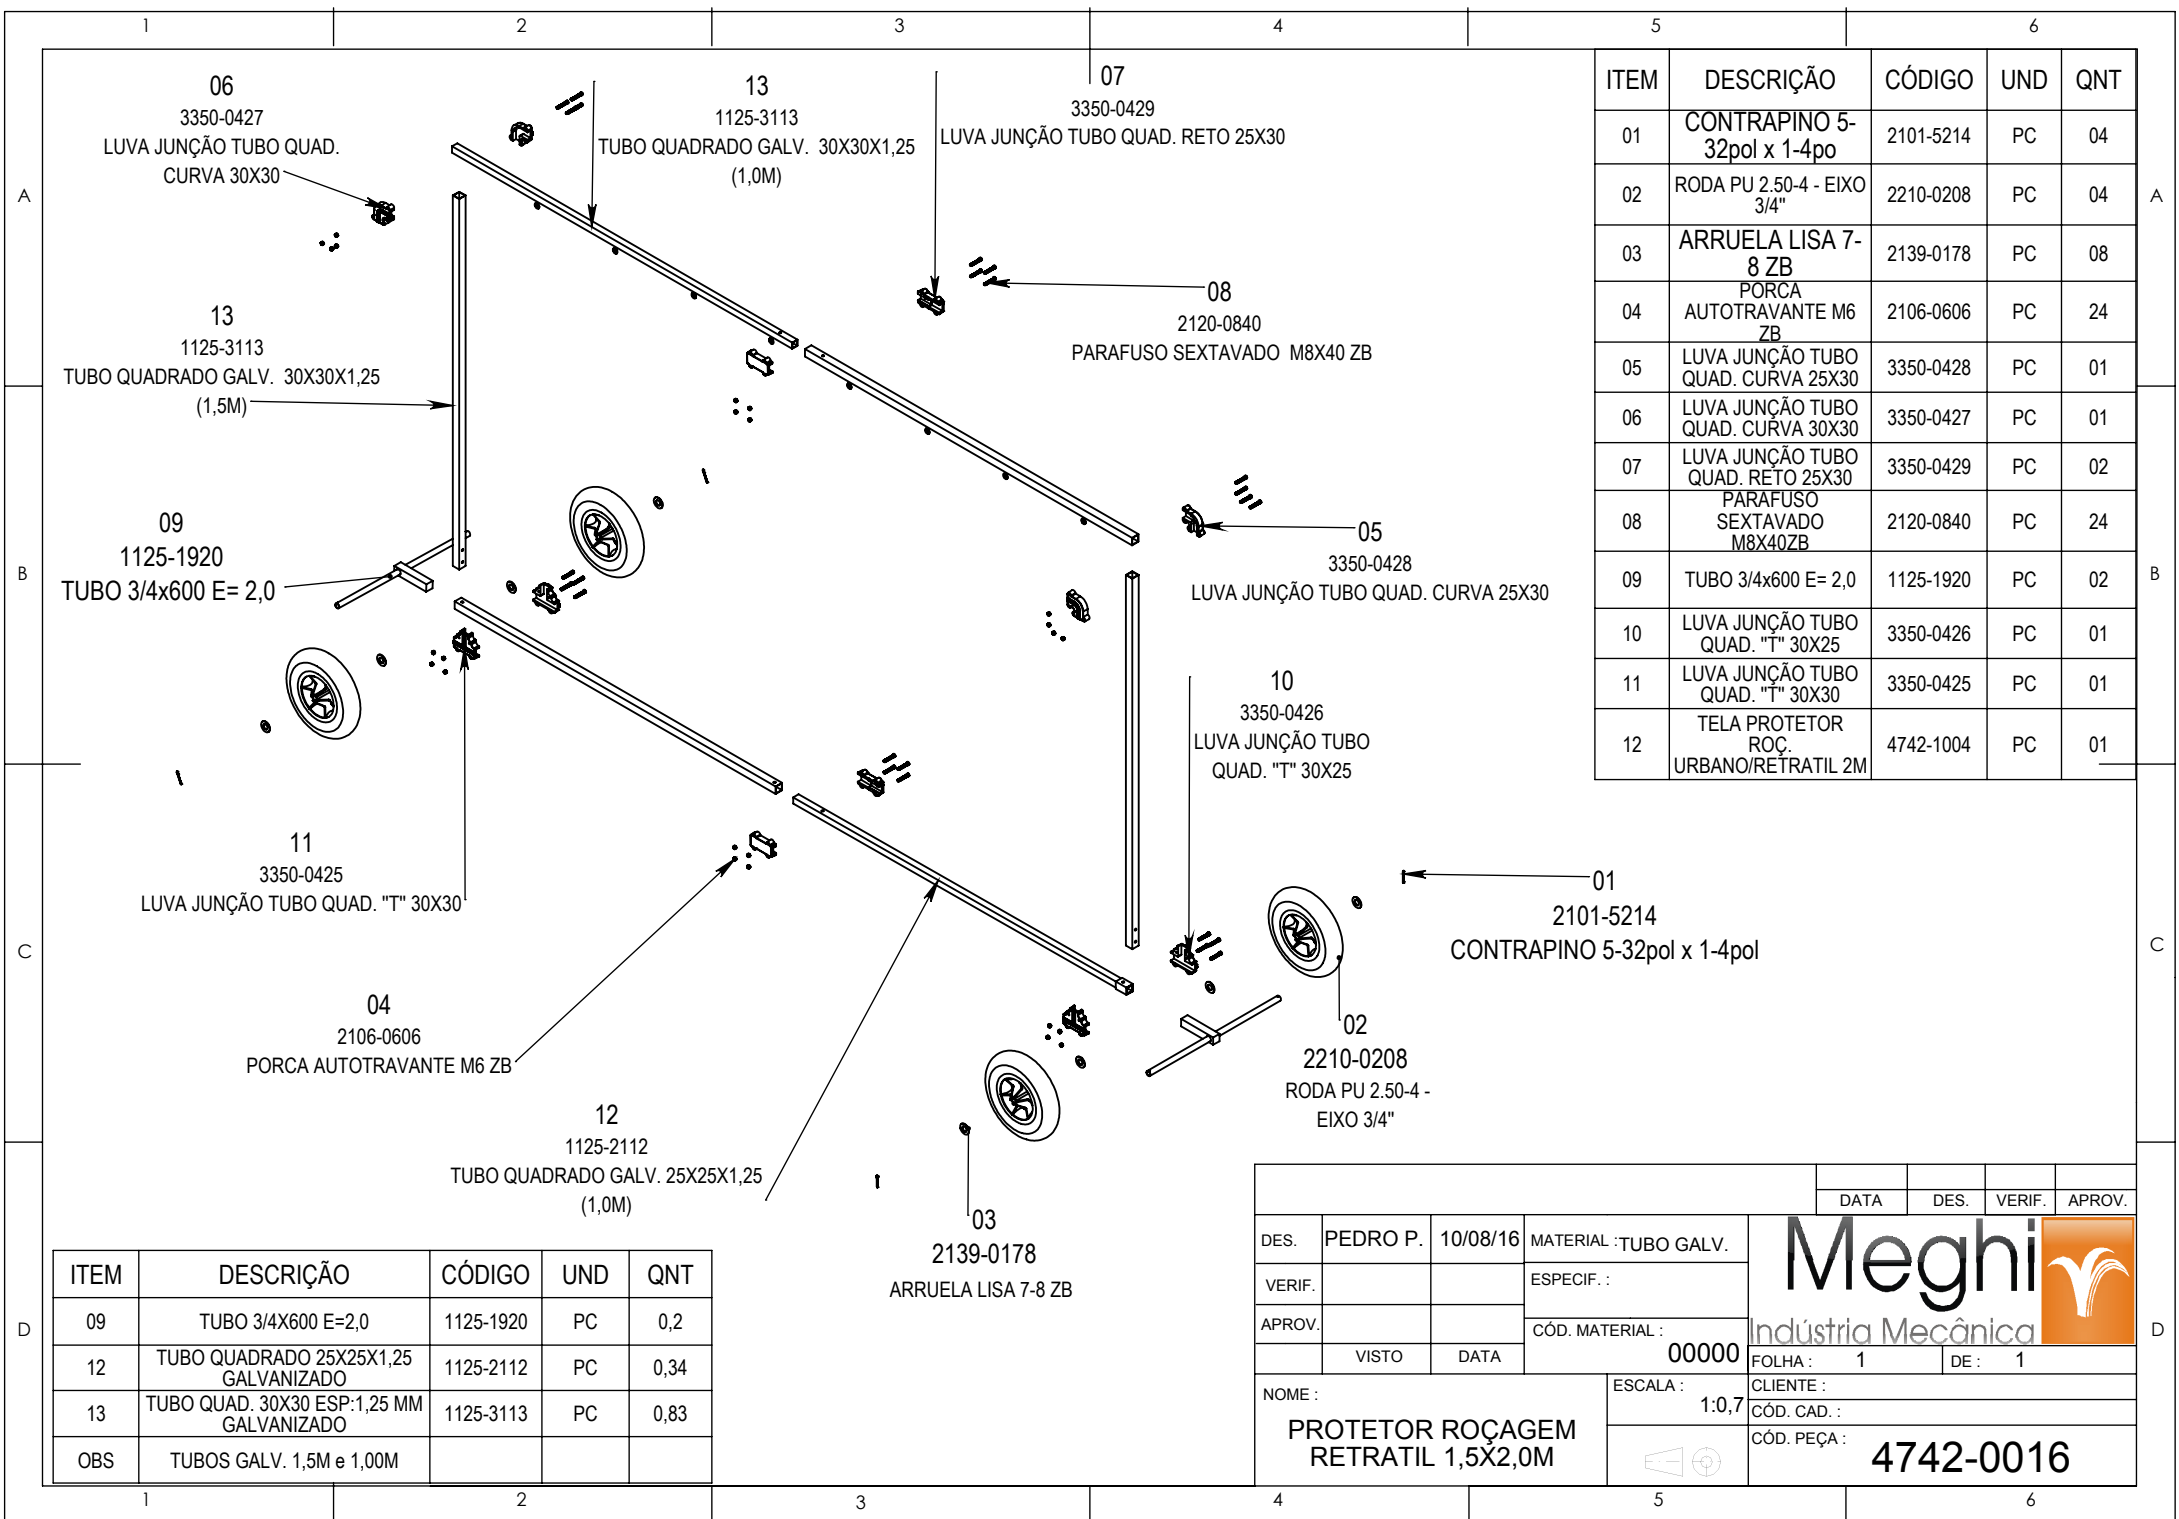 1 2 3 4 5 6
A
B
C
D
A
B
C
D
06
3350-0427
LUVA JUNÇÃO TUBO QUAD.
CURVA 30X30
13
1125-3113
TUBO QUADRADO GALV. 30X30X1,25
(1,0M)
07
3350-0429
LUVA JUNÇÃO TUBO QUAD. RETO 25X30
08
2120-0840
PARAFUSO SEXTAVADO M8X40 ZB
13
1125-3113
TUBO QUADRADO GALV. 30X30X1,25
(1,5M)
09
1125-1920
TUBO 3/4x600 E= 2,0
05
3350-0428
LUVA JUNÇÃO TUBO QUAD. CURVA 25X30
10
3350-0426
LUVA JUNÇÃO TUBO
QUAD. "T" 30X25
11
3350-0425
LUVA JUNÇÃO TUBO QUAD. "T" 30X30
01
2101-5214
CONTRAPINO 5-32pol x 1-4pol
04
2106-0606
PORCA AUTOTRAVANTE M6 ZB
02
2210-0208
RODA PU 2.50-4 -
EIXO 3/4"
12
1125-2112
TUBO QUADRADO GALV. 25X25X1,25
(1,0M)
03
2139-0178
ARRUELA LISA 7-8 ZB
ITEM DESCRIÇÃO CÓDIGO UND QNT
01 CONTRAPINO 5- 2101-5214 PC 04
32pol x 1-4po
02 RODA PU 2.50-4 - EIXO 2210-0208 PC 04
3/4"
03 ARRUELA LISA 7- 2139-0178 PC 08
8 ZB
04 PORCA 2106-0606 PC 24
AUTOTRAVANTE M6
ZB
05 LUVA JUNÇÃO TUBO 3350-0428 PC 01
QUAD. CURVA 25X30
06 LUVA JUNÇÃO TUBO 3350-0427 PC 01
QUAD. CURVA 30X30
07 LUVA JUNÇÃO TUBO 3350-0429 PC 02
QUAD. RETO 25X30
08 PARAFUSO 2120-0840 PC 24
SEXTAVADO
M8X40ZB
09 TUBO 3/4x600 E= 2,0 1125-1920 PC 02
10 LUVA JUNÇÃO TUBO 3350-0426 PC 01
QUAD. "T" 30X25
11 LUVA JUNÇÃO TUBO 3350-0425 PC 01
QUAD. "T" 30X30
12 TELA PROTETOR 4742-1004 PC 01
ROÇ.
URBANO/RETRATIL 2M
ITEM DESCRIÇÃO CÓDIGO UND QNT
09 TUBO 3/4X600 E=2,0 1125-1920 PC 0,2
12 TUBO QUADRADO 25X25X1,25 1125-2112 PC 0,34
GALVANIZADO
13 TUBO QUAD. 30X30 ESP:1,25 MM 1125-3113 PC 0,83
GALVANIZADO
OBS TUBOS GALV. 1,5M e 1,00M
DATA DES. VERIF. APROV.
DES. PEDRO P. 10/08/16 MATERIAL : TUBO GALV.
VERIF. ESPECIF. :
APROV. CÓD. MATERIAL :
VISTO DATA 00000
Meghi
Indústria Mecânica
FOLHA : 1 DE : 1
NOME :
PROTETOR ROÇAGEM
RETRATIL 1,5X2,0M
ESCALA :
1:0,7
CLIENTE :
CÓD. CAD. :
CÓD. PEÇA :
4742-0016
1 2 3 4 5 6